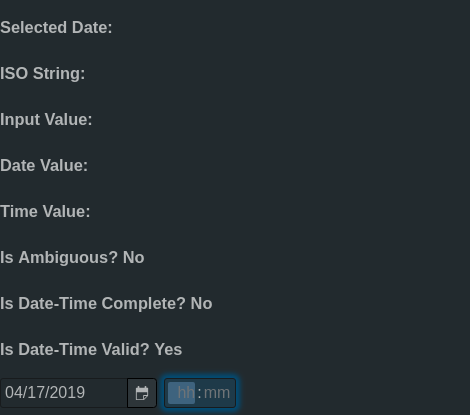 Selected Date:
ISO String:
Input Value:
Date Value:
Time Value:
Is Ambiguous? No
Is Date-Time Complete? No
Is Date-Time Valid? Yes
04/17/2019 hh:mm